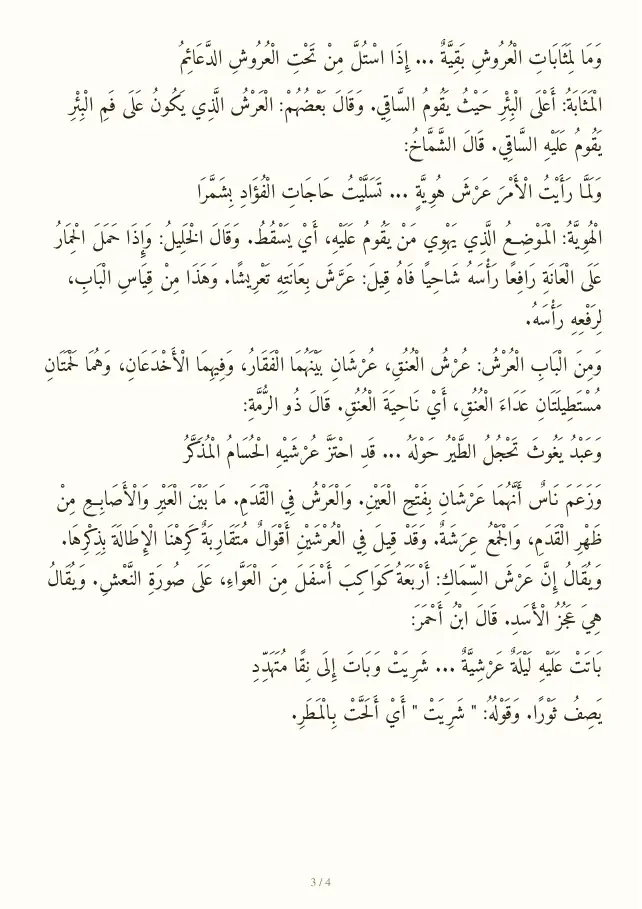 وَمَا لِمَثَابَاتِ الْعُرُوشِ بَقِيَّةٌ ... إِذَا اسْتُلَّ مِنْ تَحْتِ الْعُرُوشِ الدَّعَائِمُ
الْمَثَابَةُ: أَعْلَى الْبِئْرِ حَيْثُ يَقُومُ السَّاقِي. وَقَالَ بَعْضُهُمْ: الْعَرْشُ الَّذِي يَكُونُ عَلَى فَمِ الْبِئْرِ
يَقُومُ عَلَيْهِ السَّاقِي. قَالَ الشَّمَّاخُ:
وَلَمَّا رَأَيْتُ الْأَمْرَ عَرْشَ هُوِيَّةٍ ... تَسَلَّيْتُ حَاجَاتِ الْفُؤَادِ بِشَمَّرَا
الْهُوِيَّةُ: الْمَوْضِعُ الَّذِي يَهْوِي مَنْ يَقُومُ عَلَيْهِ، أَيْ يَسْقُطُ. وَقَالَ الْخَلِيلُ: وَإِذَا حَمَلَ الْحِمَارُ
عَلَى الْعَانَةِ رَافِعًا رَأْسَهُ شَاحِيًا فَاهُ قِيلَ: عَرَّشَ بِعَانَتِهِ تَعْرِيشًا. وَهَذَا مِنْ قِيَاسِ الْبَابِ،
لِرَفْعِهِ رَأْسَهُ.
وَمِنَ الْبَابِ الْعُرْشُ: عُرْشُ الْعُنُقِ، عُرْشَانِ بَيْنَهُمَا الْفَقَارُ، وَفِيهِمَا الْأَخْدَعَانِ، وَهُمَا لَحْمَتَانِ
مُسْتَطِيلَتَانِ عَدَاءَ الْعُنُقِ، أَيْ نَاحِيَةَ الْعُنُقِ. قَالَ ذُو الرُّمَّةِ:
وَعَبْدُ يَغُوثَ تَحْجُلُ الطَّيْرُ حَوْلَهُ ... قَدِ احْتَزَّ عُرْشَيْهِ الْحُسَامُ الْمُذَكَّرُ
وَزَعَمَ نَاسٌ أَنَّهُمَا عَرْشَانِ بِفَتْحِ الْعَيْنِ. وَالْعَرْشُ فِي الْقَدَمِ. مَا بَيْنَ الْعَيْرِ وَالْأَصَابِعِ مِنْ
ظَهْرِ الْقَدَمِ، وَالْجَمْعُ عِرَشَةٌ. وَقَدْ قِيلَ فِي الْعُرْشَيْنِ أَقْوَالٌ مُتَقَارِبَةٌ كَرِهْنَا الْإِطَالَةَ بِذِكْرِهَا.
وَيُقَالُ إِنَّ عَرْشَ السِّمَاكِ: أَرْبَعَةُ كَوَاكِبَ أَسْفَلَ مِنَ الْعَوَّاءِ، عَلَى صُورَةِ النَّعْشِ. وَيُقَالُ
هِيَ عَجُزُ الْأَسَدِ. قَالَ ابْنُ أَحْمَرَ:
بَاتَتْ عَلَيْهِ لَيْلَةٌ عَرْشِيَّةٌ ... شَرِيَتْ وَبَاتَ إِلَى نِقًا مُتَهَدِّدِ
يَصِفُ ثَوْرًا. وَقَوْلُهُ: " شَرِيَتْ " أَيْ أَلَحَّتْ بِالْمَطَرِ.
3 / 4